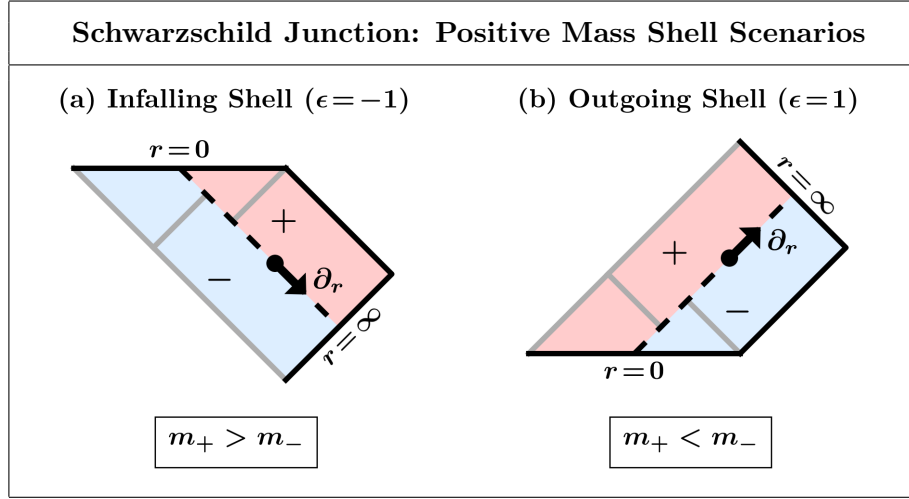 Schwarzschild Junction: Positive Mass Shell Scenarios
(a) Infalling Shell (ϵ=−1)
r=0
+
−
∂ᵣ
r=∞
m₊ > m₋
(b) Outgoing Shell (ϵ=1)
r=∞
+
∂ᵣ
−
r=0
m₊ < m₋